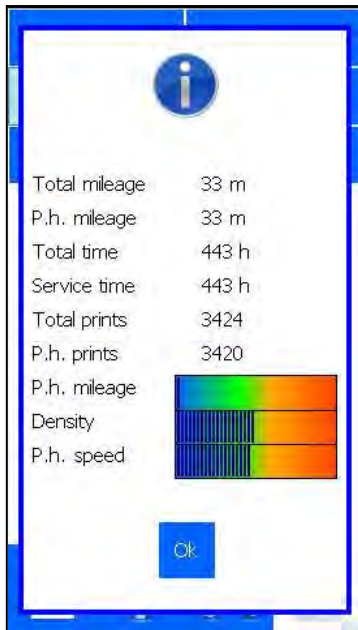 i
Total mileage 33 m
P.h. mileage 33 m
Total time 443 h
Service time 443 h
Total prints 3424
P.h. prints 3420
P.h. mileage
Density
P.h. speed
Ok